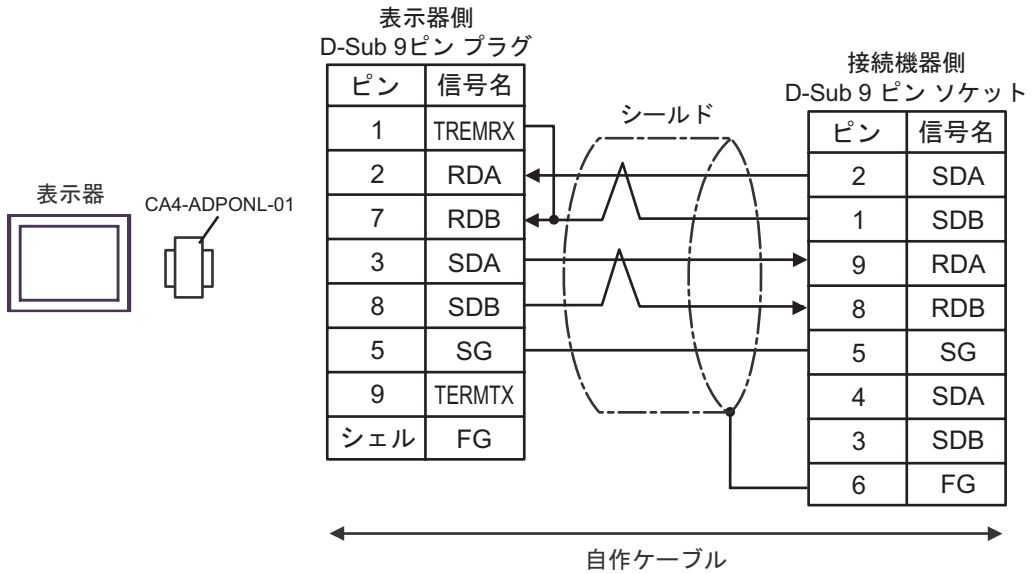 表示器側
D-Sub 9ピン プラグ
ピン 信号名
1 TREMRX
2 RDA
7 RDB
3 SDA
8 SDB
5 SG
9 TERMTX
シェル FG
シールド
接続機器側
D-Sub 9 ピン ソケット
ピン 信号名
2 SDA
1 SDB
9 RDA
8 RDB
5 SG
4 SDA
3 SDB
6 FG
表示器
CA4-ADPONL-01
自作ケーブル